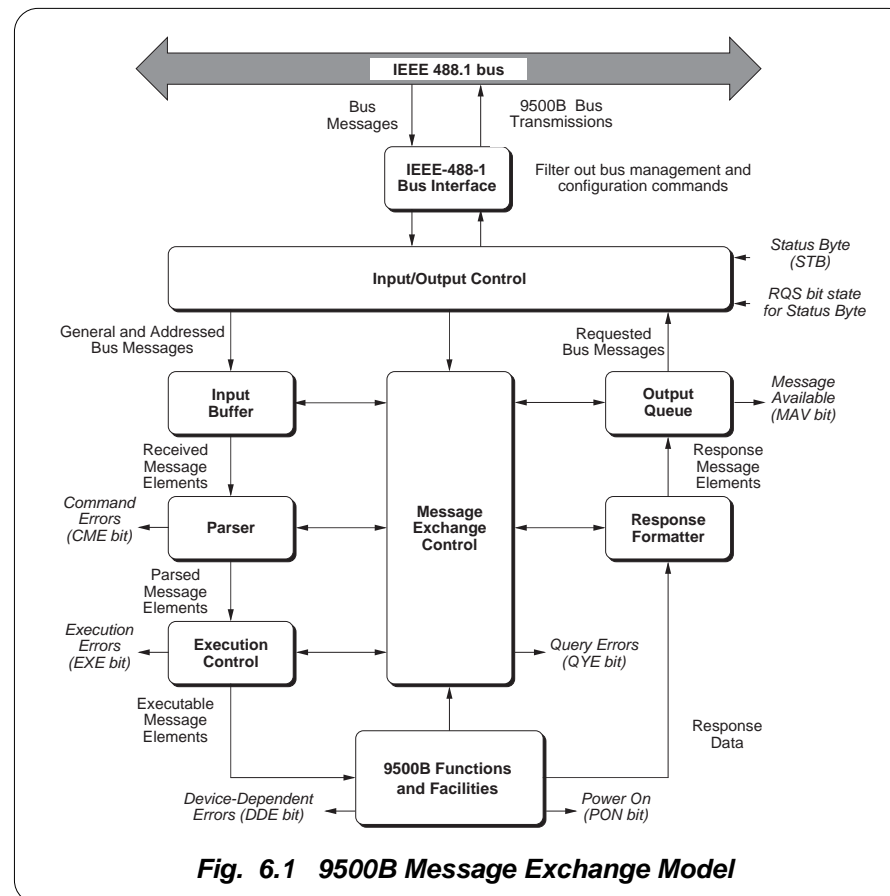 IEEE 488.1 bus
Bus
Messages
9500B Bus
Transmissions
IEEE-488-1
Bus Interface
Filter out bus management and
configuration commands
Input/Output Control
Status Byte
(STB)
RQS bit state
for Status Byte
General and Addressed
Bus Messages
Requested
Bus Messages
Input
Buffer
Output
Queue
Message
Available
(MAV bit)
Received
Message
Elements
Response
Message
Elements
Command
Errors
(CME bit)
Parser
Message
Exchange
Control
Response
Formatter
Parsed
Message
Elements
Execution
Errors
(EXE bit)
Execution
Control
Query Errors
(QYE bit)
Executable
Message
Elements
Response
Data
9500B Functions
and Facilities
Device-Dependent
Errors (DDE bit)
Power On
(PON bit)
Fig. 6.1 9500B Message Exchange Model